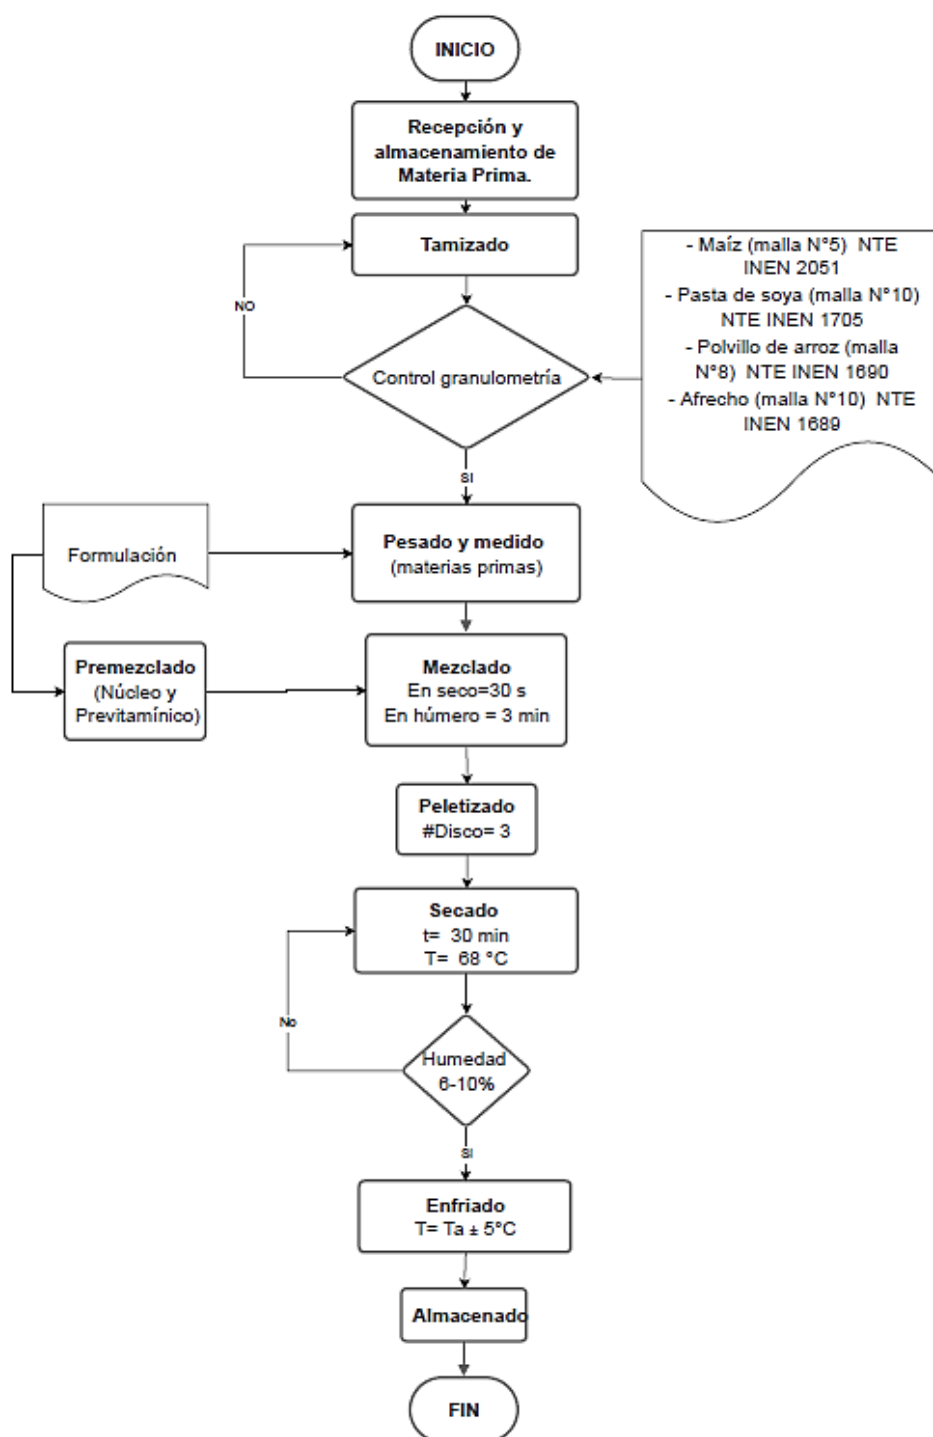 INICIO
Recepción y
almacenamiento de
Materia Prima.
Tamizado
- Maíz (malla N°5) NTE
INEN 2051
- Pasta de soya (malla N°10)
NTE INEN 1705
- Polvillo de arroz (malla
N°8) NTE INEN 1690
- Afrecho (malla N°10) NTE
INEN 1689
NO
Control granulometría
SI
Formulación
Pesado y medido
(materias primas)
Premezclado
(Núcleo y
Previtamínico)
Mezclado
En seco=30 s
En húmero = 3 min
Peletizado
#Disco= 3
Secado
t= 30 min
T= 68 °C
No
Humedad
6-10%
SI
Enfriado
T= Ta ± 5°C
Almacenado
FIN